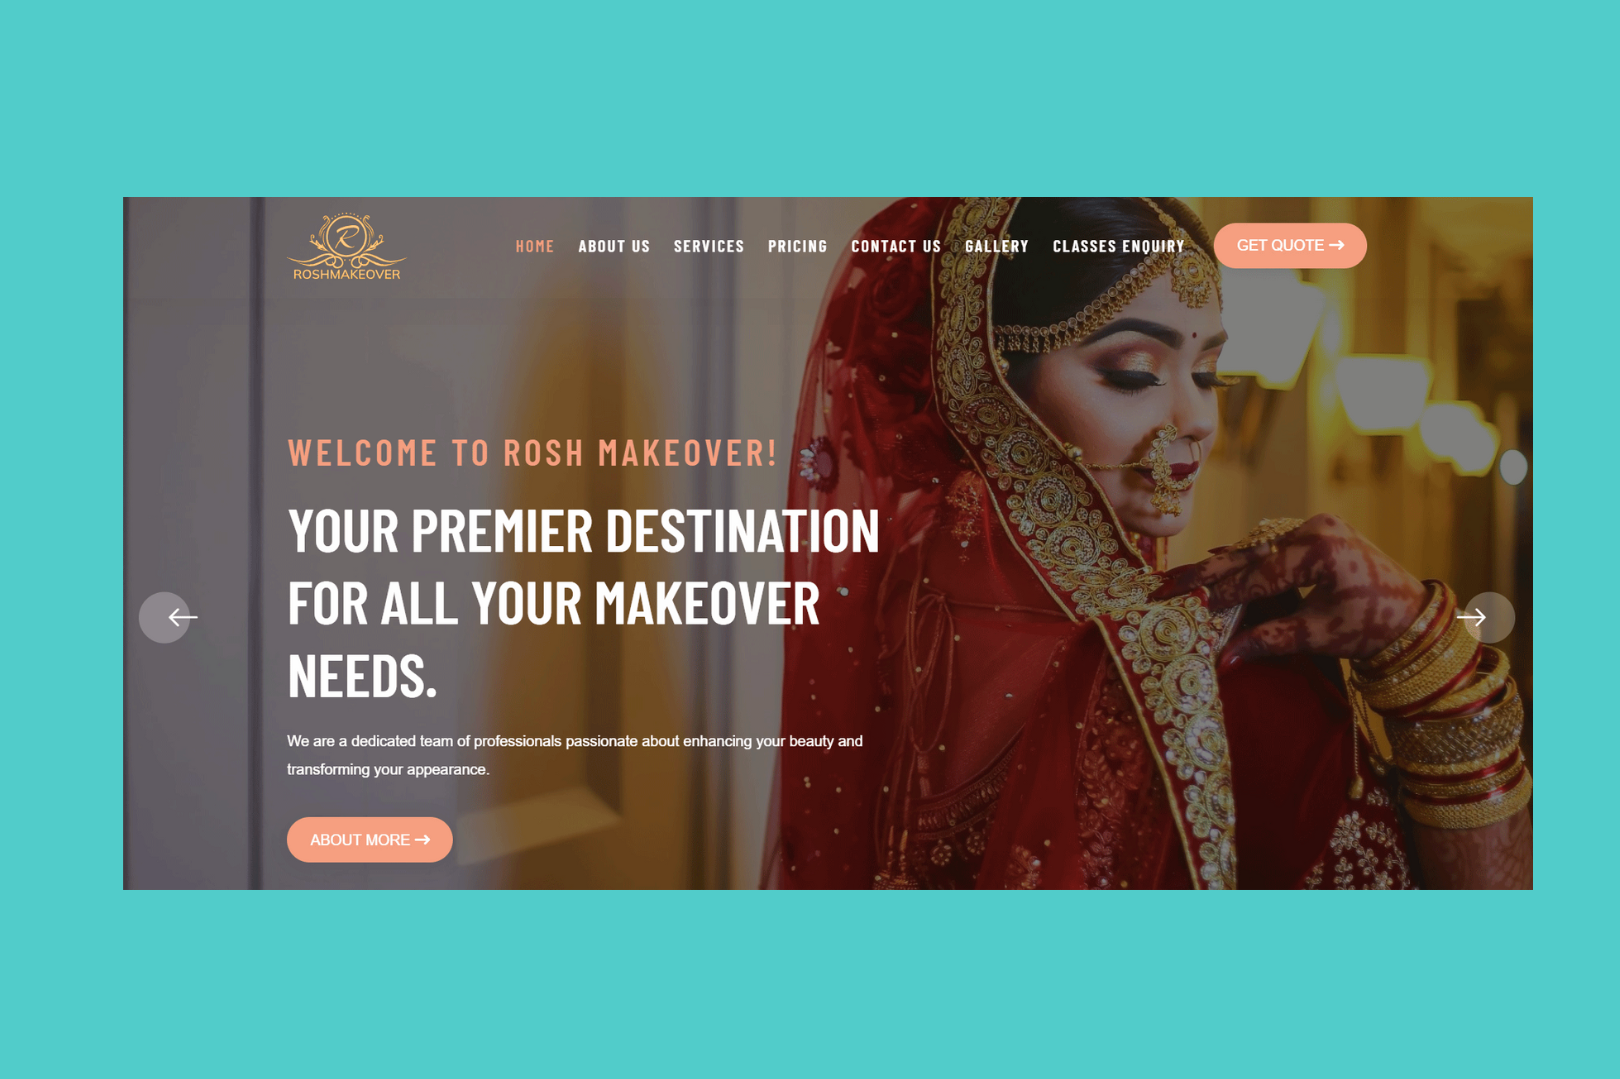 R
ROSHMAKEOVER
HOME ABOUT US SERVICES PRICING CONTACT US GALLERY CLASSES ENQUIRY GET QUOTE →
WELCOME TO ROSH MAKEOVER!
YOUR PREMIER DESTINATION
FOR ALL YOUR MAKEOVER
NEEDS.
We are a dedicated team of professionals passionate about enhancing your beauty and
transforming your appearance.
ABOUT MORE →